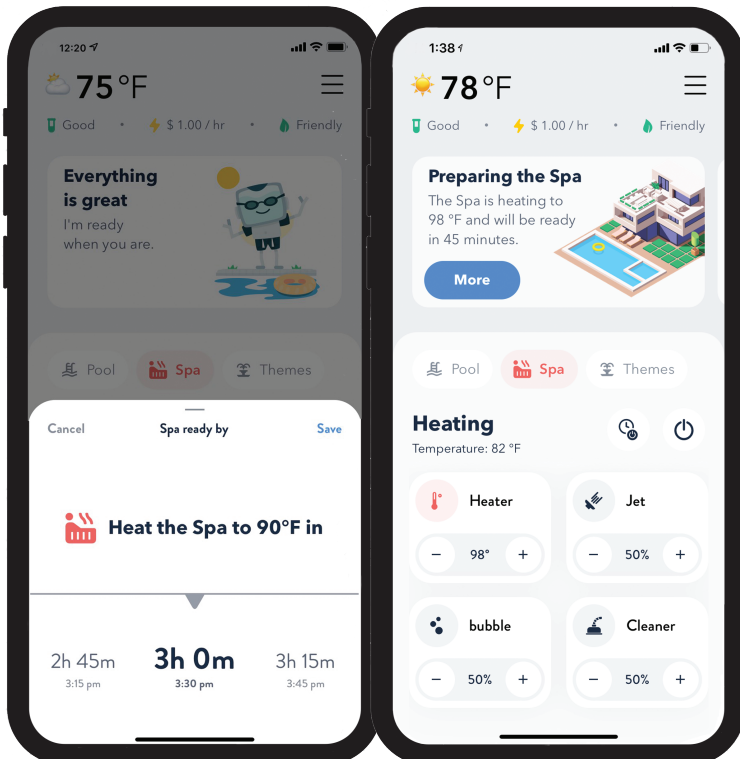 12:20
75°F
Good • $ 1.00 / hr • Friendly
Everything
is great
I'm ready
when you are.
Pool
Spa
Themes
Cancel
Spa ready by
Save
Heat the Spa to 90°F in
2h 45m
3:15 pm
3h 0m
3:30 pm
3h 15m
3:45 pm
1:38
78°F
Good • $ 1.00 / hr • Friendly
Preparing the Spa
The Spa is heating to
98 °F and will be ready
in 45 minutes.
More
Pool
Spa
Themes
Heating
Temperature: 82 °F
Heater
− 98° +
Jet
− 50% +
bubble
− 50% +
Cleaner
− 50% +